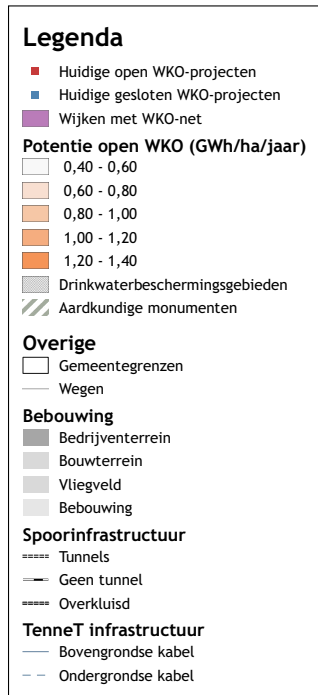 Legenda
Huidige open WKO-projecten
Huidige gesloten WKO-projecten
Wijken met WKO-net
Potentie open WKO (GWh/ha/jaar)
0,40 - 0,60
0,60 - 0,80
0,80 - 1,00
1,00 - 1,20
1,20 - 1,40
Drinkwaterbeschermingsgebieden
Aardkundige monumenten
Overige
Gemeentegrenzen
Wegen
Bebouwing
Bedrijventerrein
Bouwterrein
Vliegveld
Bebouwing
Spoorinfrastructuur
Tunnels
Geen tunnel
Overkluisd
TenneT infrastructuur
Bovengrondse kabel
Ondergrondse kabel